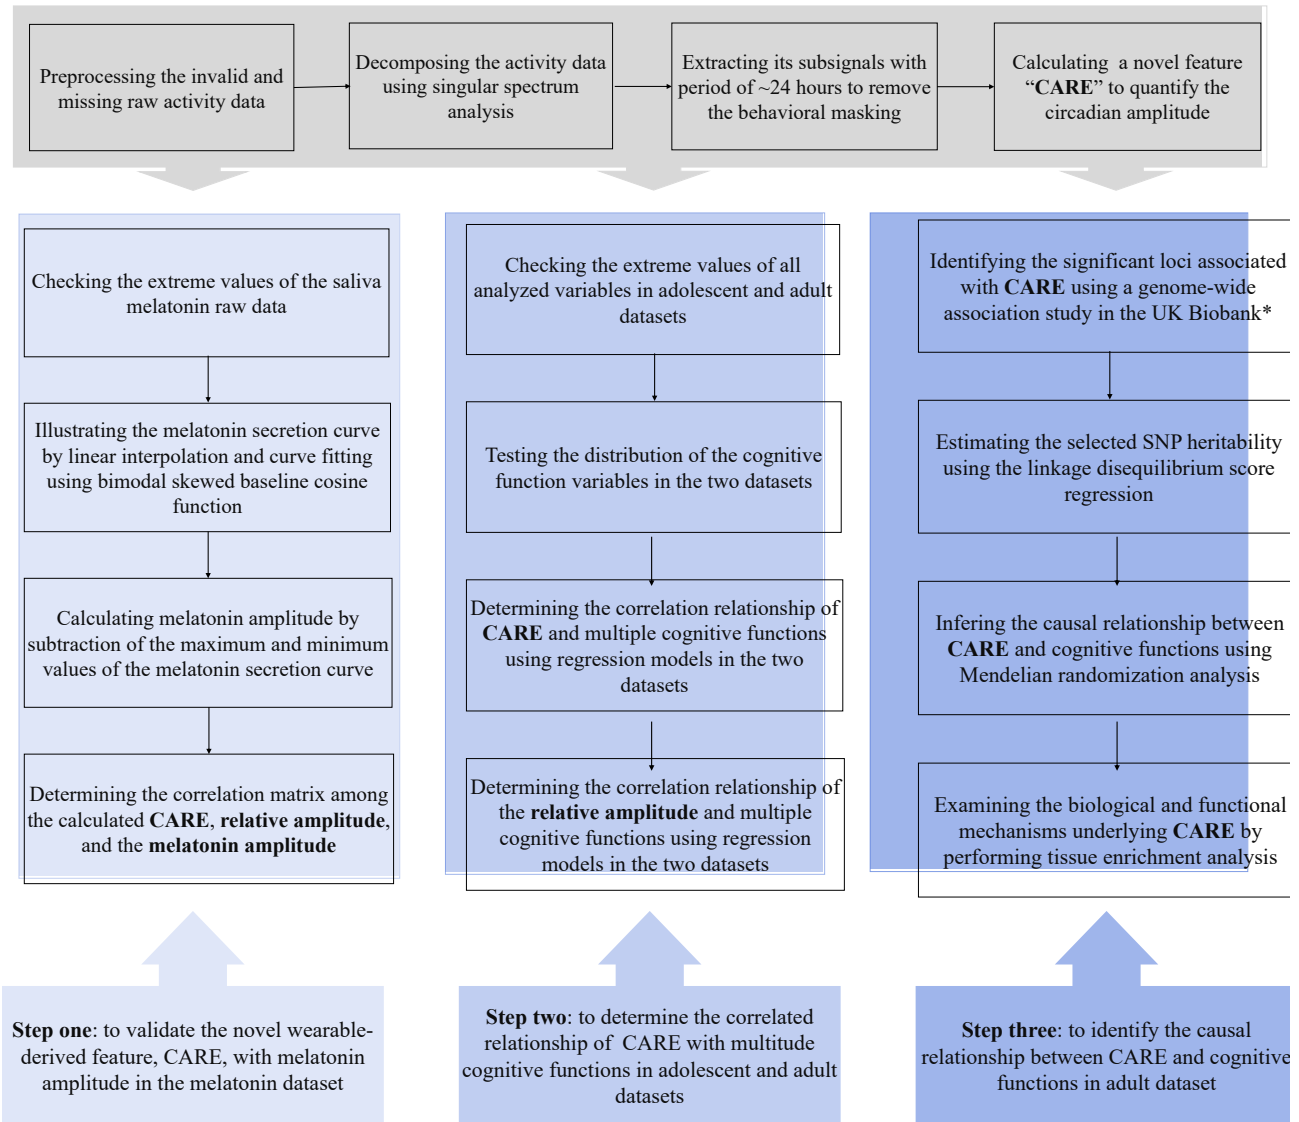 Preprocessing the invalid and
missing raw activity data
Decomposing the activity data
using singular spectrum
analysis
Extracting its subsignals with
period of ~24 hours to remove
the behavioral masking
Calculating a novel feature
“CARE” to quantify the
circadian amplitude
Checking the extreme values of the saliva
melatonin raw data
Illustrating the melatonin secretion curve
by linear interpolation and curve fitting
using bimodal skewed baseline cosine
function
Calculating melatonin amplitude by
subtraction of the maximum and minimum
values of the melatonin secretion curve
Determining the correlation matrix among
the calculated CARE, relative amplitude,
and the melatonin amplitude
Checking the extreme values of all
analyzed variables in adolescent and adult
datasets
Testing the distribution of the cognitive
function variables in the two datasets
Determining the correlation relationship of
CARE and multiple cognitive functions
using regression models in the two
datasets
Determining the correlation relationship of
the relative amplitude and multiple
cognitive functions using regression
models in the two datasets
Identifying the significant loci associated
with CARE using a genome-wide
association study in the UK Biobank*
Estimating the selected SNP heritability
using the linkage disequilibrium score
regression
Infering the causal relationship between
CARE and cognitive functions using
Mendelian randomization analysis
Examining the biological and functional
mechanisms underlying CARE by
performing tissue enrichment analysis
Step one: to validate the novel wearable-
derived feature, CARE, with melatonin
amplitude in the melatonin dataset
Step two: to determine the correlated
relationship of CARE with multitude
cognitive functions in adolescent and adult
datasets
Step three: to identify the causal
relationship between CARE and cognitive
functions in adult dataset